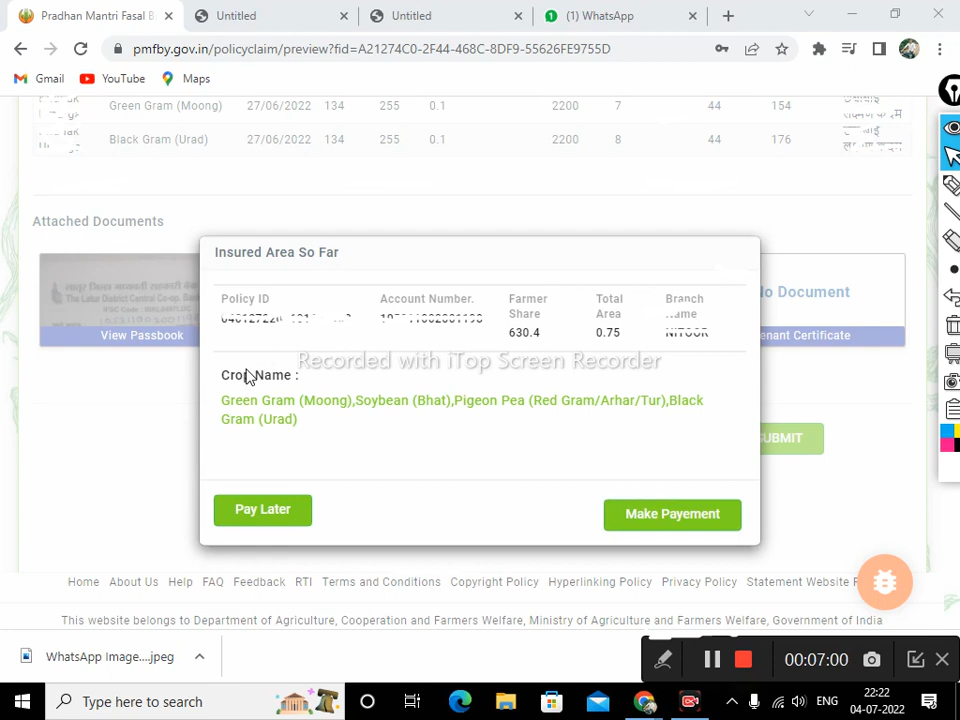 Pradhan Mantri Fasal B
Untitled
Untitled
(1) WhatsApp
pmfby.gov.in/policyclaim/preview?fid=A21274C0-2F44-468C-8DF9-55626FE9755D
Gmail YouTube Maps
Green Gram (Moong) 27/06/2022 134 255 0.1 2200 7 44 154
Black Gram (Urad) 27/06/2022 134 255 0.1 2200 8 44 176
Attached Documents
Insured Area So Far
Policy ID Account Number. Farmer Share Total Area Branch Name
630.4 0.75
The Latur District Central Co-op. Ban
View Passbook
o Document
enant Certificate
Recorded with iTop Screen Recorder
Crop Name :
Green Gram (Moong),Soybean (Bhat),Pigeon Pea (Red Gram/Arhar/Tur),Black
Gram (Urad)
SUBMIT
Pay Later
Make Payement
Home About Us Help FAQ Feedback RTI Terms and Conditions Copyright Policy Hyperlinking Policy Privacy Policy Statement Website P
This website belongs to Department of Agriculture, Cooperation and Farmers Welfare, Ministry of Agriculture and Farmers Welfare, Government of India
WhatsApp Image....jpeg
00:07:00
Type here to search
ENG
22:22
04-07-2022